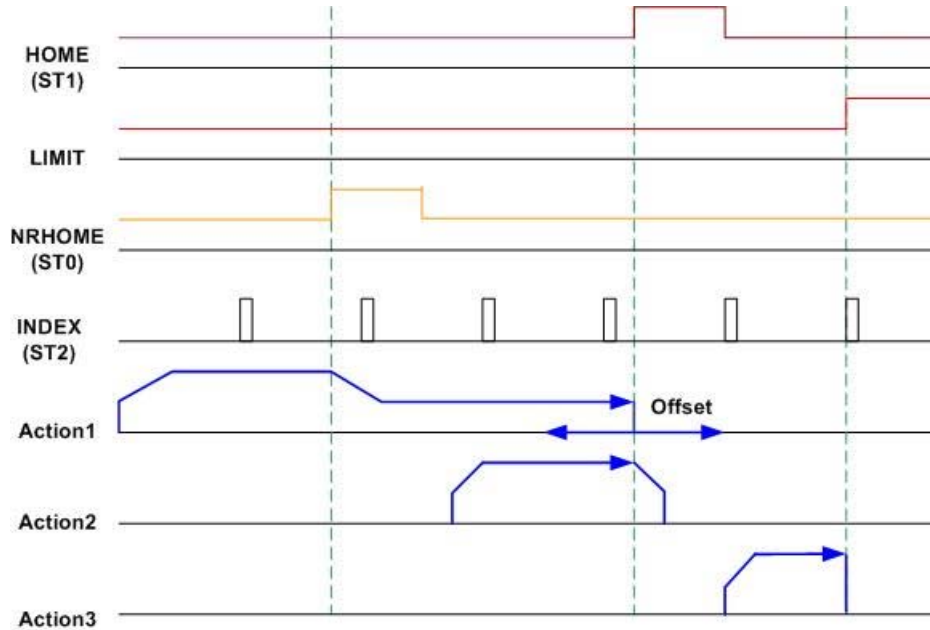 HOME
(ST1)
LIMIT
NRHOME
(ST0)
INDEX
(ST2)
Offset
Action1
Action2
Action3